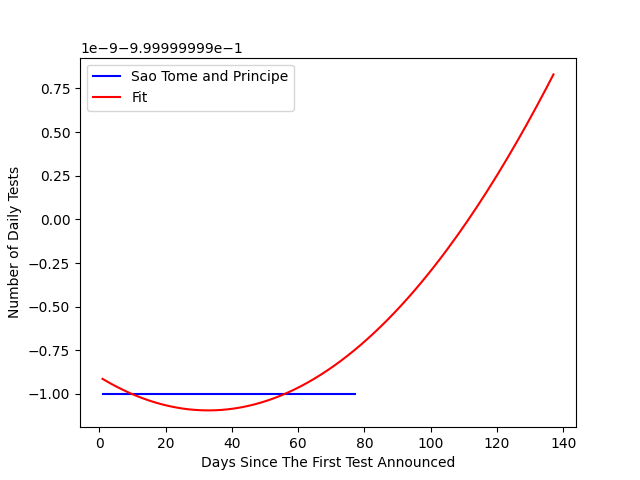 1e−9−9.99999999e−1
Sao Tome and Principe
Fit
0.75
0.50
0.25
0.00
−0.25
−0.50
−0.75
−1.00
Number of Daily Tests
0 20 40 60 80 100 120 140
Days Since The First Test Announced